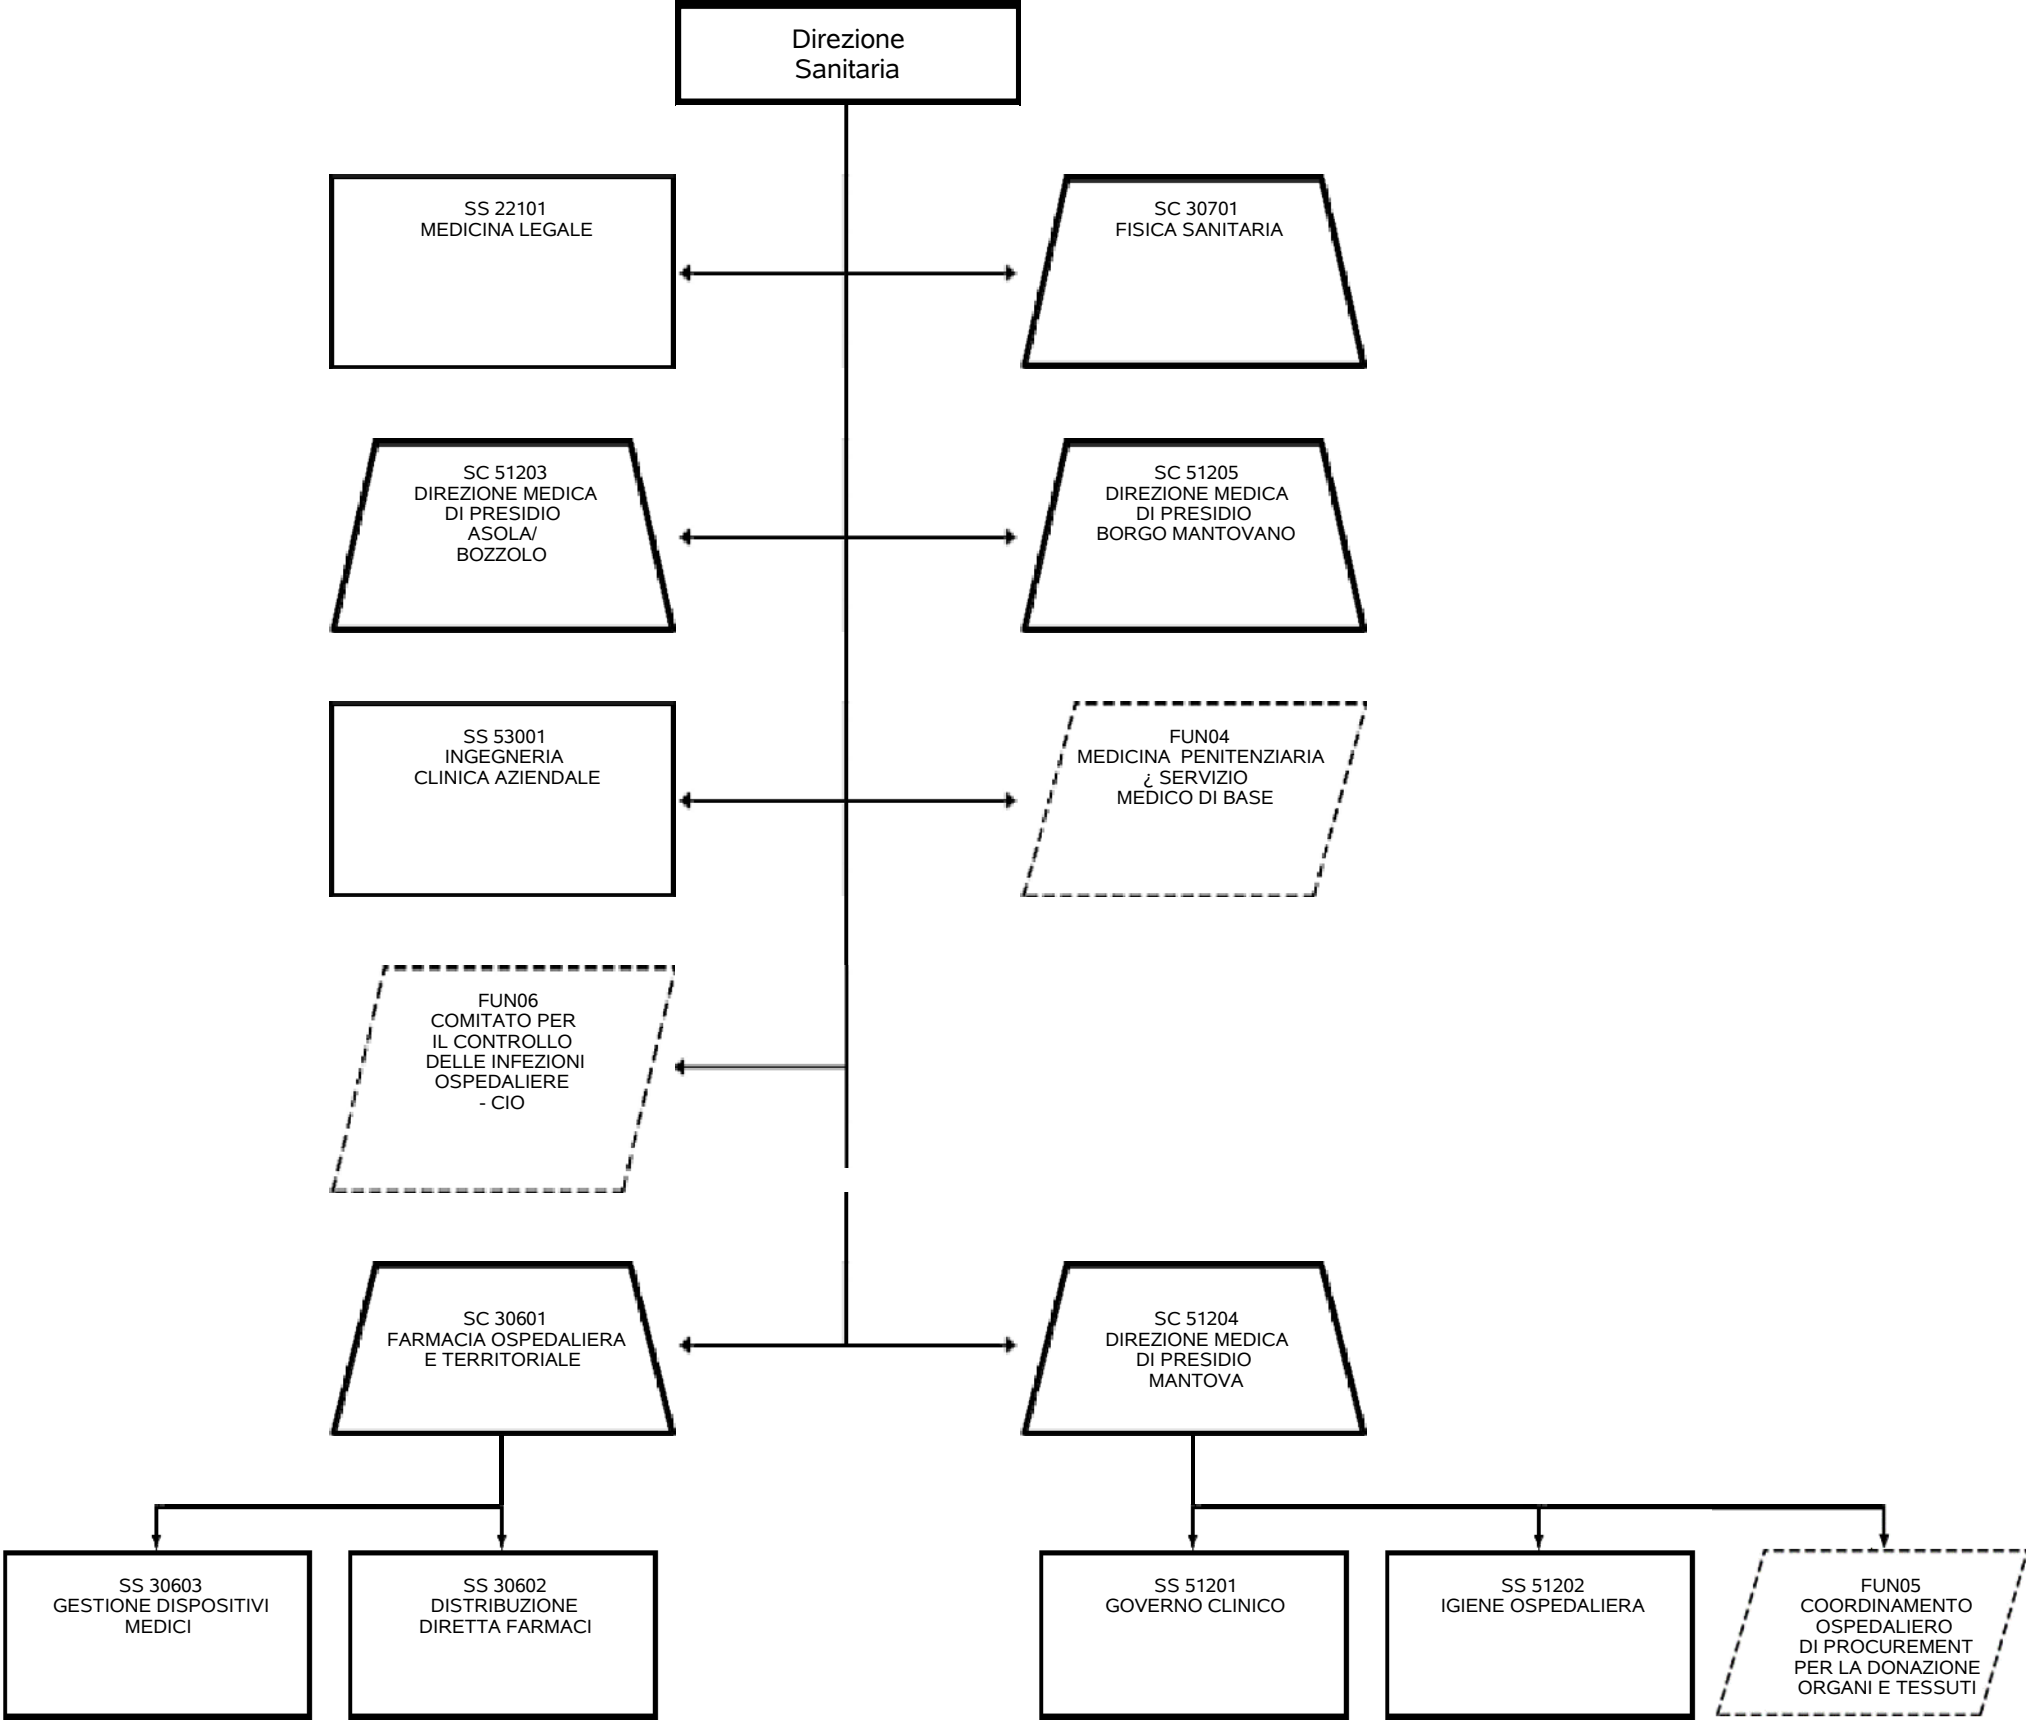 Direzione
Sanitaria
SS 22101
MEDICINA LEGALE
SC 30701
FISICA SANITARIA
SC 51203
DIREZIONE MEDICA
DI PRESIDIO
ASOLA/
BOZZOLO
SC 51205
DIREZIONE MEDICA
DI PRESIDIO
BORGO MANTOVANO
SS 53001
INGEGNERIA
CLINICA AZIENDALE
FUN04
MEDICINA  PENITENZIARIA
¿ SERVIZIO
MEDICO DI BASE
FUN06
COMITATO PER
IL CONTROLLO
DELLE INFEZIONI
OSPEDALIERE
- CIO
SC 30601
FARMACIA OSPEDALIERA
E TERRITORIALE
SC 51204
DIREZIONE MEDICA
DI PRESIDIO
MANTOVA
SS 30603
GESTIONE DISPOSITIVI
MEDICI
SS 30602
DISTRIBUZIONE
DIRETTA FARMACI
SS 51201
GOVERNO CLINICO
SS 51202
IGIENE OSPEDALIERA
FUN05
COORDINAMENTO
OSPEDALIERO
DI PROCUREMENT
PER LA DONAZIONE
ORGANI E TESSUTI